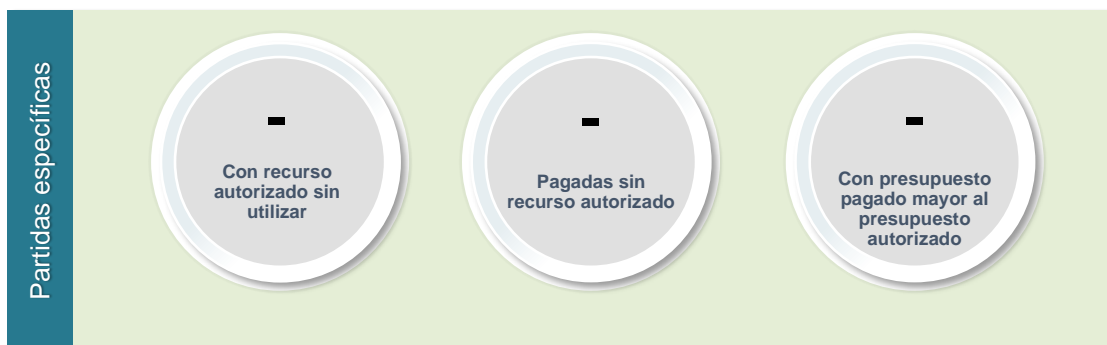 Partidas específicas
-
Con recurso
autorizado sin
utilizar
-
Pagadas sin
recurso autorizado
-
Con presupuesto
pagado mayor al
presupuesto
autorizado